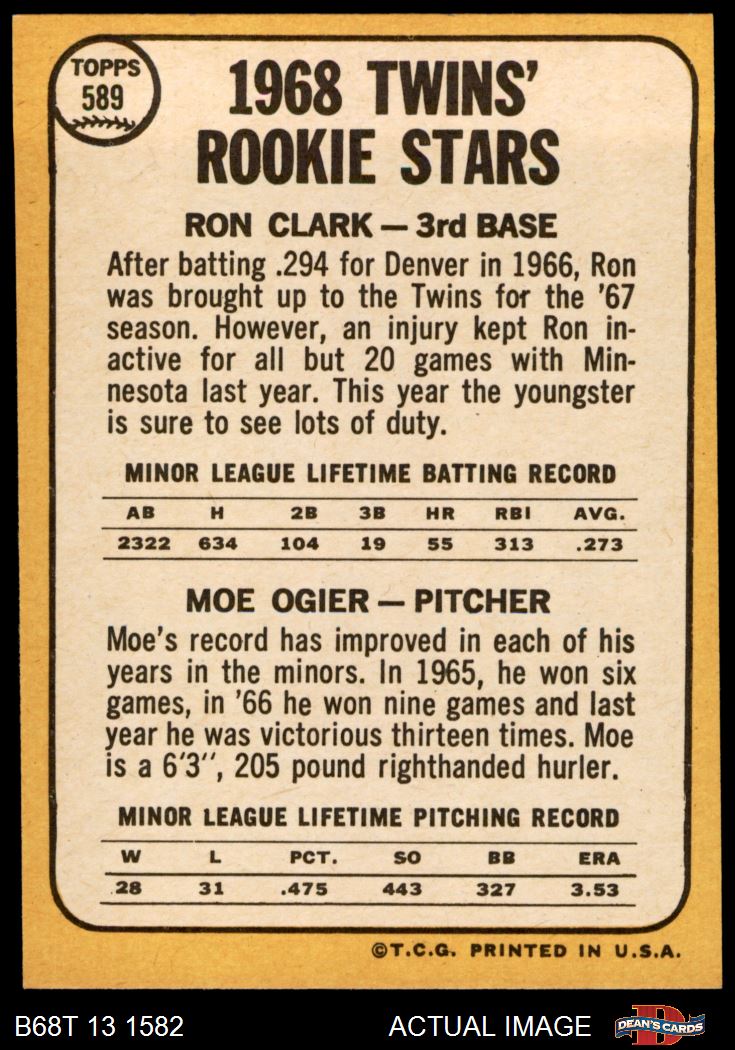 TOPPS
589
1968 TWINS'
ROOKIE STARS
RON CLARK — 3rd BASE
After batting .294 for Denver in 1966, Ron
was brought up to the Twins for the '67
season. However, an injury kept Ron in-
active for all but 20 games with Min-
nesota last year. This year the youngster
is sure to see lots of duty.
MINOR LEAGUE LIFETIME BATTING RECORD
AB H 2B 3B HR RBI AVG.
2322 634 104 19 55 313 .273
MOE OGIER — PITCHER
Moe's record has improved in each of his
years in the minors. In 1965, he won six
games, in '66 he won nine games and last
year he was victorious thirteen times. Moe
is a 6'3'', 205 pound righthanded hurler.
MINOR LEAGUE LIFETIME PITCHING RECORD
W L PCT. SO BB ERA
28 31 .475 443 327 3.53
©T.C.G. PRINTED IN U.S.A.
B68T 13 1582 ACTUAL IMAGE D DEAN'S CARDS